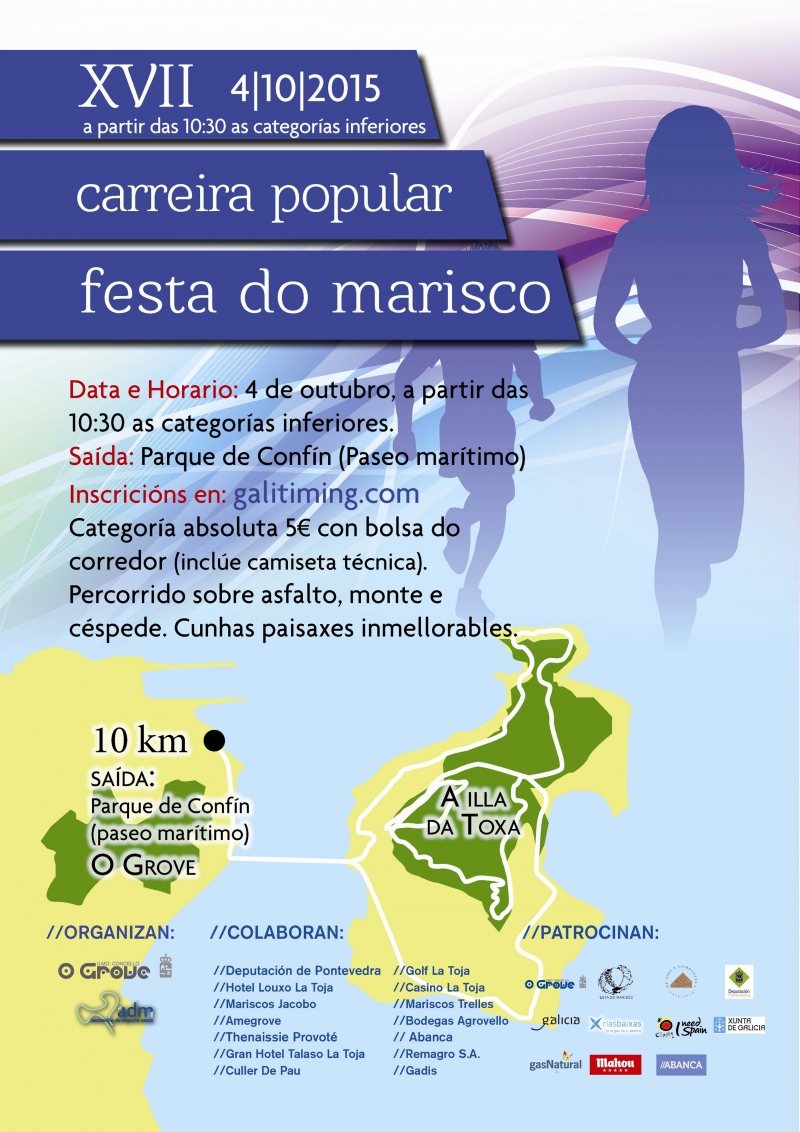 XVII 4|10|2015
a partir das 10:30 as categorías inferiores
carreira popular
festa do marisco
Data e Horario: 4 de outubro, a partir das
10:30 as categorías inferiores.
Saída: Parque de Confín (Paseo marítimo)
Inscricións en: galitiming.com
Categoría absoluta 5€ con bolsa do
corredor (inclúe camiseta técnica).
Percorrido sobre asfalto, monte e
céspede. Cunhas paisaxes inmellorables.
10 km
SAÍDA:
Parque de Confín
(paseo marítimo)
O GROVE
A ILLA
DA TOXA
//ORGANIZAN:
ILMO CONCELLO
O Grove
adm
//COLABORAN:
//Deputación de Pontevedra
//Hotel Louxo La Toja
//Mariscos Jacobo
//Amegrove
//Thenaissie Provoté
//Gran Hotel Talaso La Toja
//Culler De Pau
//Golf La Toja
//Casino La Toja
//Mariscos Trelles
//Bodegas Agrovello
// Abanca
//Remagro S.A.
//Gadis
//PATROCINAN:
O Grove
Deputación
galicia
riasbaixas
I need
Spain
XUNTA
DE GALICIA
gasNatural
Mahou
//ABANCA